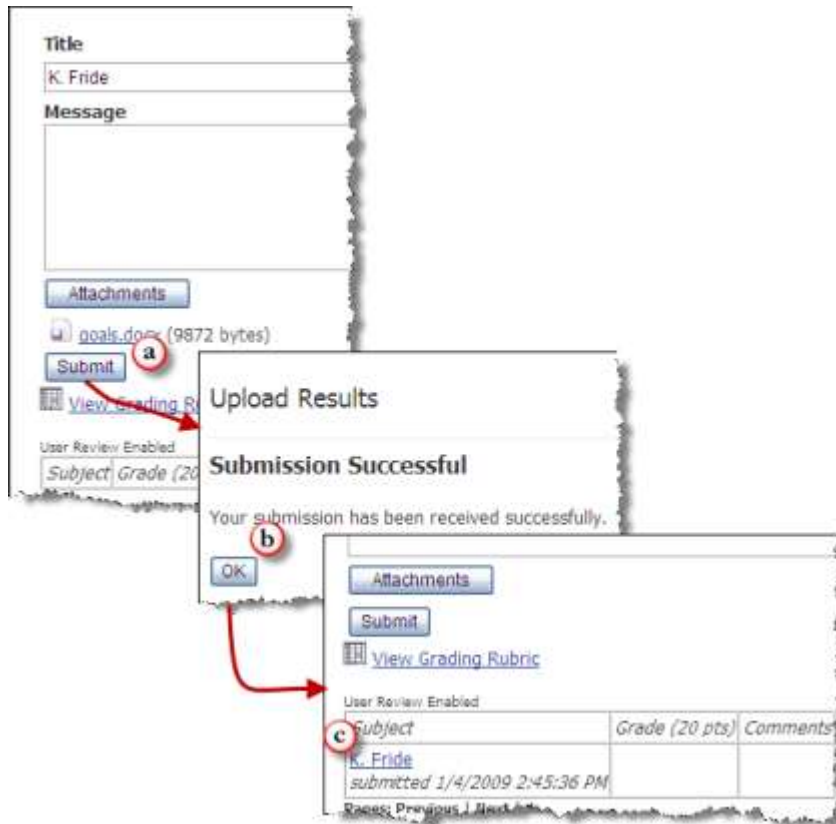 Title
K. Fride
Message
Attachments
goals.docx (9872 bytes)
a
Submit
View Grading
User Review Enabled
Subject Grade (20
Upload Results
Submission Successful
Your submission has been received successfully.
b
OK
Attachments
Submit
View Grading Rubric
User Review Enabled
Subject Grade (20 pts) Comments
c
K. Fride
submitted 1/4/2009 2:45:36 PM
Pages: Previous | Next